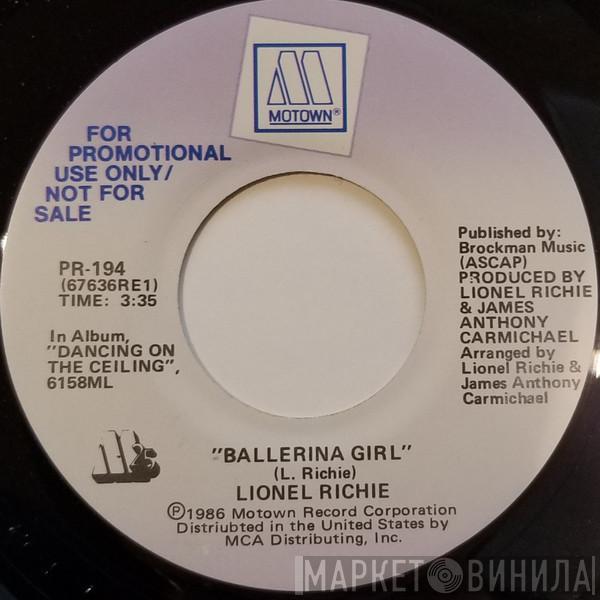 MOTOWN®
FOR
PROMOTIONAL
USE ONLY/
NOT FOR
SALE
PR-194
(67636RE1)
TIME: 3:35
In Album,
"DANCING ON
THE CEILING",
6158ML
Published by:
Brockman Music
(ASCAP)
PRODUCED BY
LIONEL RICHIE
& JAMES
ANTHONY
CARMICHAEL
Arranged by
Lionel Richie &
James Anthony
Carmichael
"BALLERINA GIRL"
(L. Richie)
LIONEL RICHIE
℗1986 Motown Record Corporation
Distriubted in the United States by
MCA Distributing, Inc.
МАРКЕТ ВИНИЛА